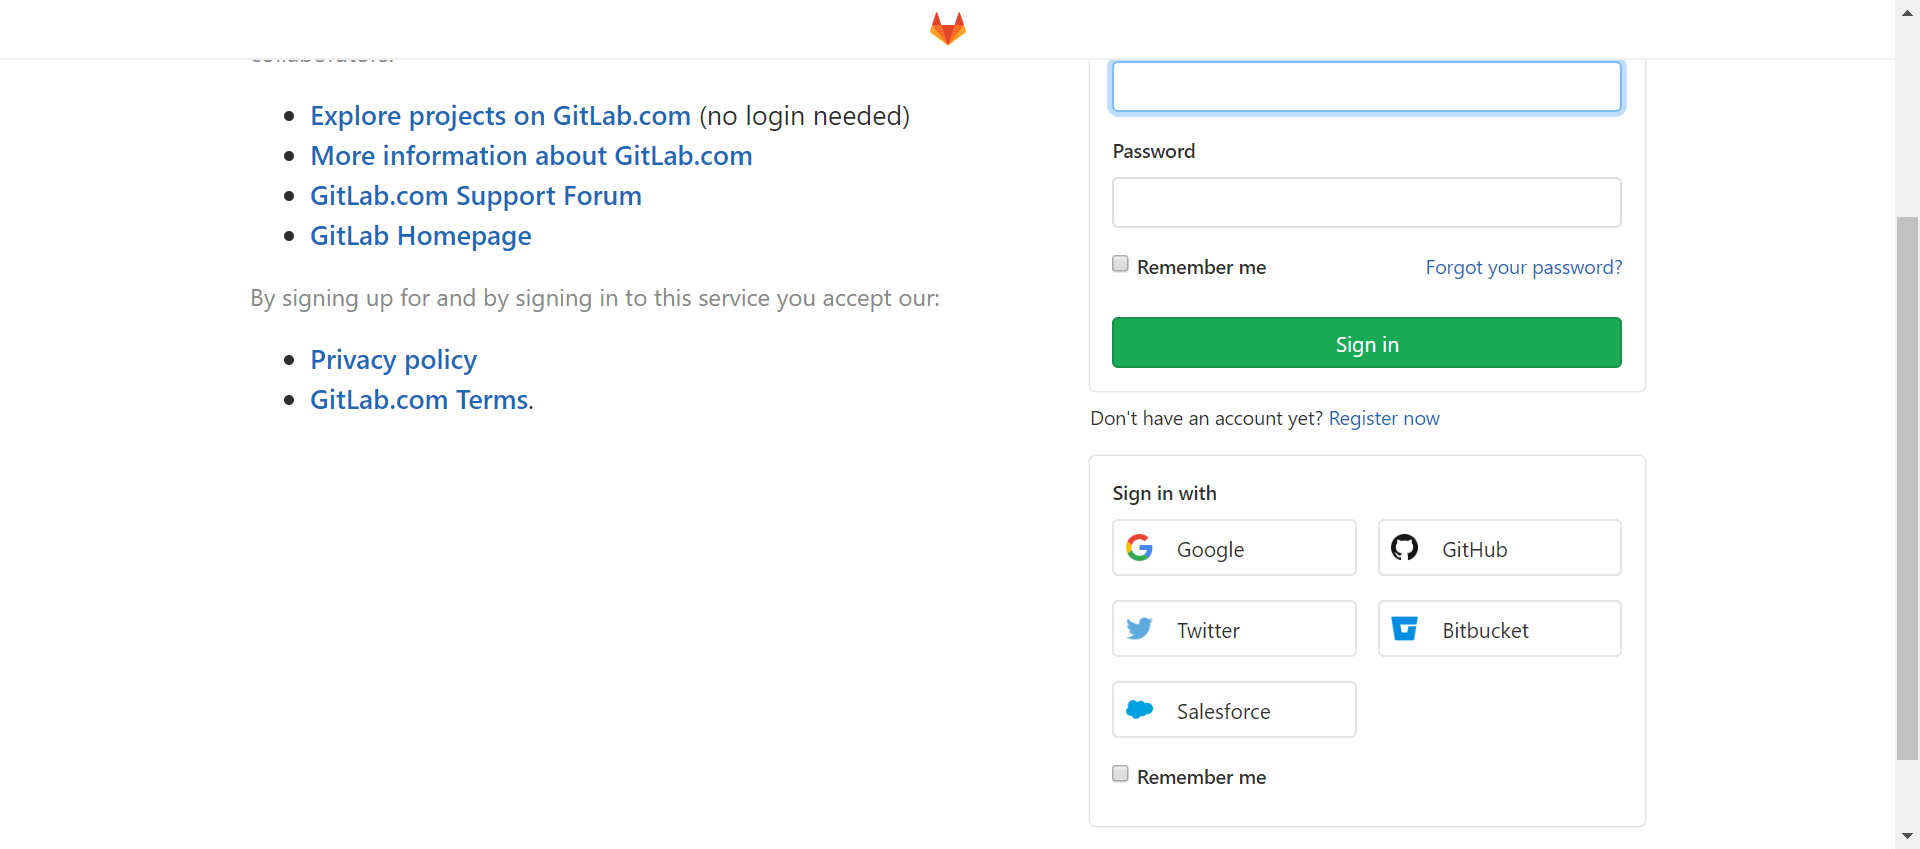 Explore projects on GitLab.com (no login needed)
More information about GitLab.com
GitLab.com Support Forum
GitLab Homepage
By signing up for and by signing in to this service you accept our:
Privacy policy
GitLab.com Terms.
Password
Remember me
Forgot your password?
Sign in
Don't have an account yet? Register now
Sign in with
Google
GitHub
Twitter
Bitbucket
Salesforce
Remember me